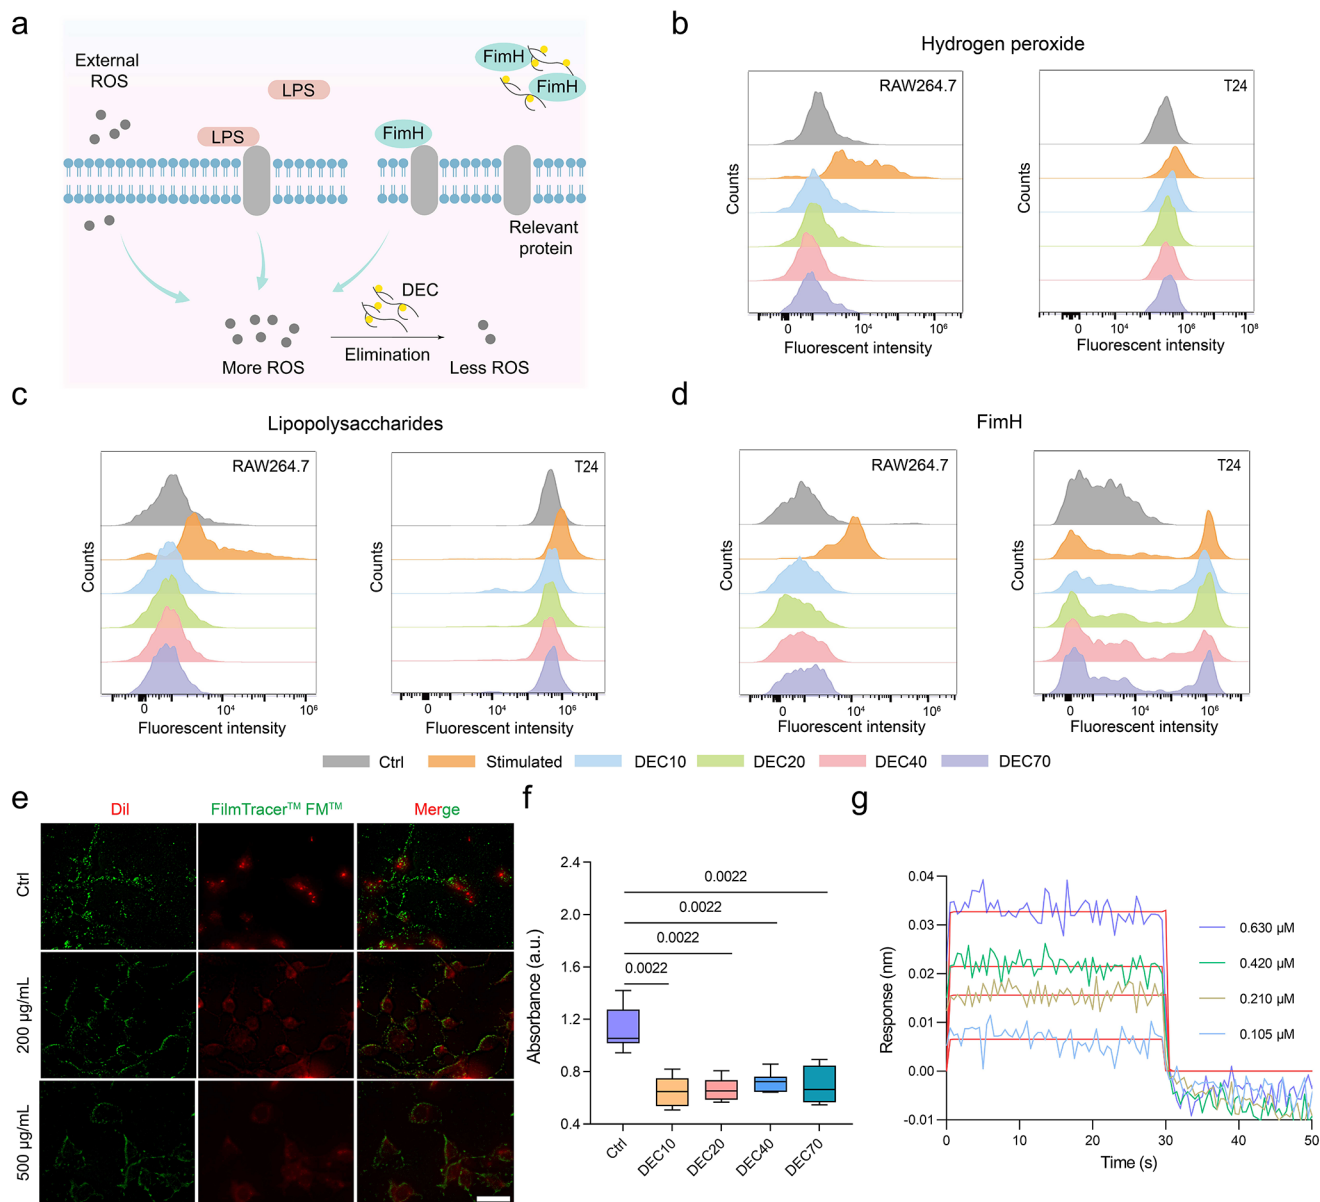 a
External
ROS
LPS
LPS
FimH
FimH
FimH
Relevant
protein
DEC
Elimination
More ROS
Less ROS
b
Hydrogen peroxide
RAW264.7
Counts
0
10⁴
10⁶
Fluorescent intensity
T24
Counts
0
10⁴
10⁶
10⁸
Fluorescent intensity
c
Lipopolysaccharides
RAW264.7
Counts
0
10⁴
10⁶
Fluorescent intensity
T24
Counts
0
10⁴
10⁶
Fluorescent intensity
d
FimH
RAW264.7
Counts
0
10⁴
10⁶
Fluorescent intensity
T24
Counts
0
10⁴
10⁶
Fluorescent intensity
Ctrl
Stimulated
DEC10
DEC20
DEC40
DEC70
e
Dil
FilmTracer™ FM™
Merge
Ctrl
200 μg/mL
500 μg/mL
f
Absorbance (a.u.)
2.4
2.0
1.6
1.2
0.8
0.4
0.0022
0.0022
0.0022
0.0022
Ctrl
DEC10
DEC20
DEC40
DEC70
g
Response (nm)
0.04
0.03
0.02
0.01
0.00
-0.01
0
10
20
30
40
50
Time (s)
0.630 μM
0.420 μM
0.210 μM
0.105 μM